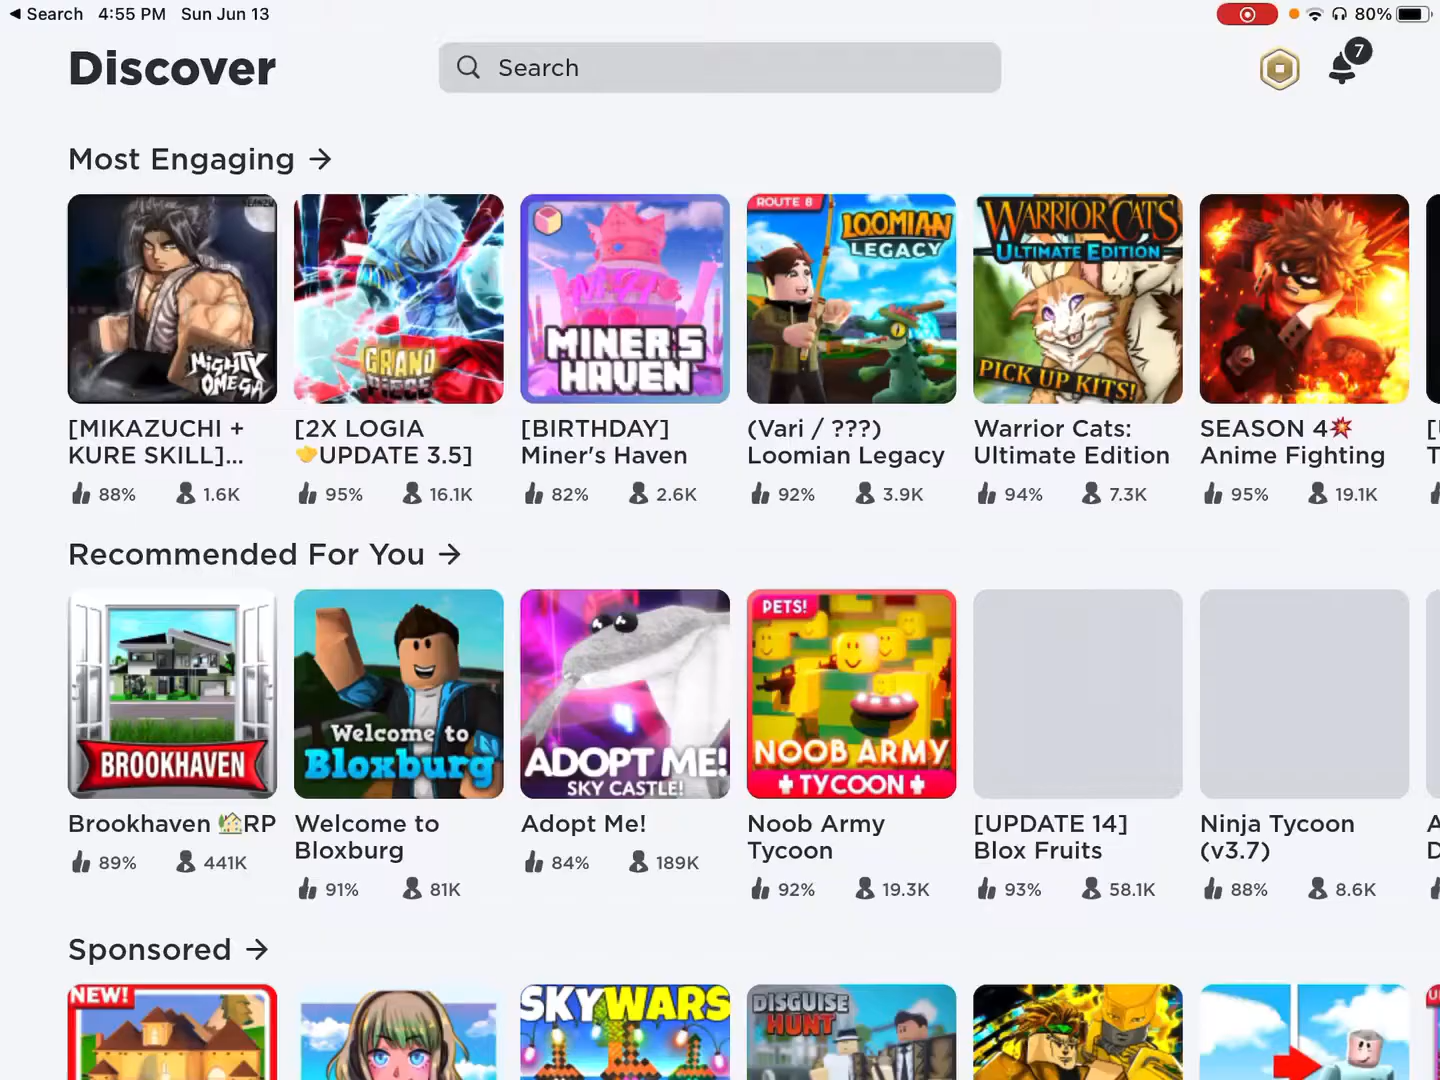 ◀ Search 4:55 PM Sun Jun 13 80%
Discover
Search
7
Most Engaging →
MIGHTY
OMEGA
GRAND
PIECE
MINER'S
HAVEN
ROUTE 8
LOOMIAN
LEGACY
WARRIOR CATS
ULTIMATE EDITION
PICK UP KITS!
[MIKAZUCHI +
KURE SKILL]...
88% 1.6K
[2X LOGIA
🤝UPDATE 3.5]
95% 16.1K
[BIRTHDAY]
Miner's Haven
82% 2.6K
(Vari / ???)
Loomian Legacy
92% 3.9K
Warrior Cats:
Ultimate Edition
94% 7.3K
SEASON 4💥
Anime Fighting
95% 19.1K
Recommended For You →
BROOKHAVEN
Welcome to
Bloxburg
ADOPT ME!
SKY CASTLE!
PETS!
NOOB ARMY
TYCOON
Brookhaven 🏡RP
89% 441K
Welcome to
Bloxburg
91% 81K
Adopt Me!
84% 189K
Noob Army
Tycoon
92% 19.3K
[UPDATE 14]
Blox Fruits
93% 58.1K
Ninja Tycoon
(v3.7)
88% 8.6K
Sponsored →
NEW!
SKYWARS
DISGUISE
HUNT